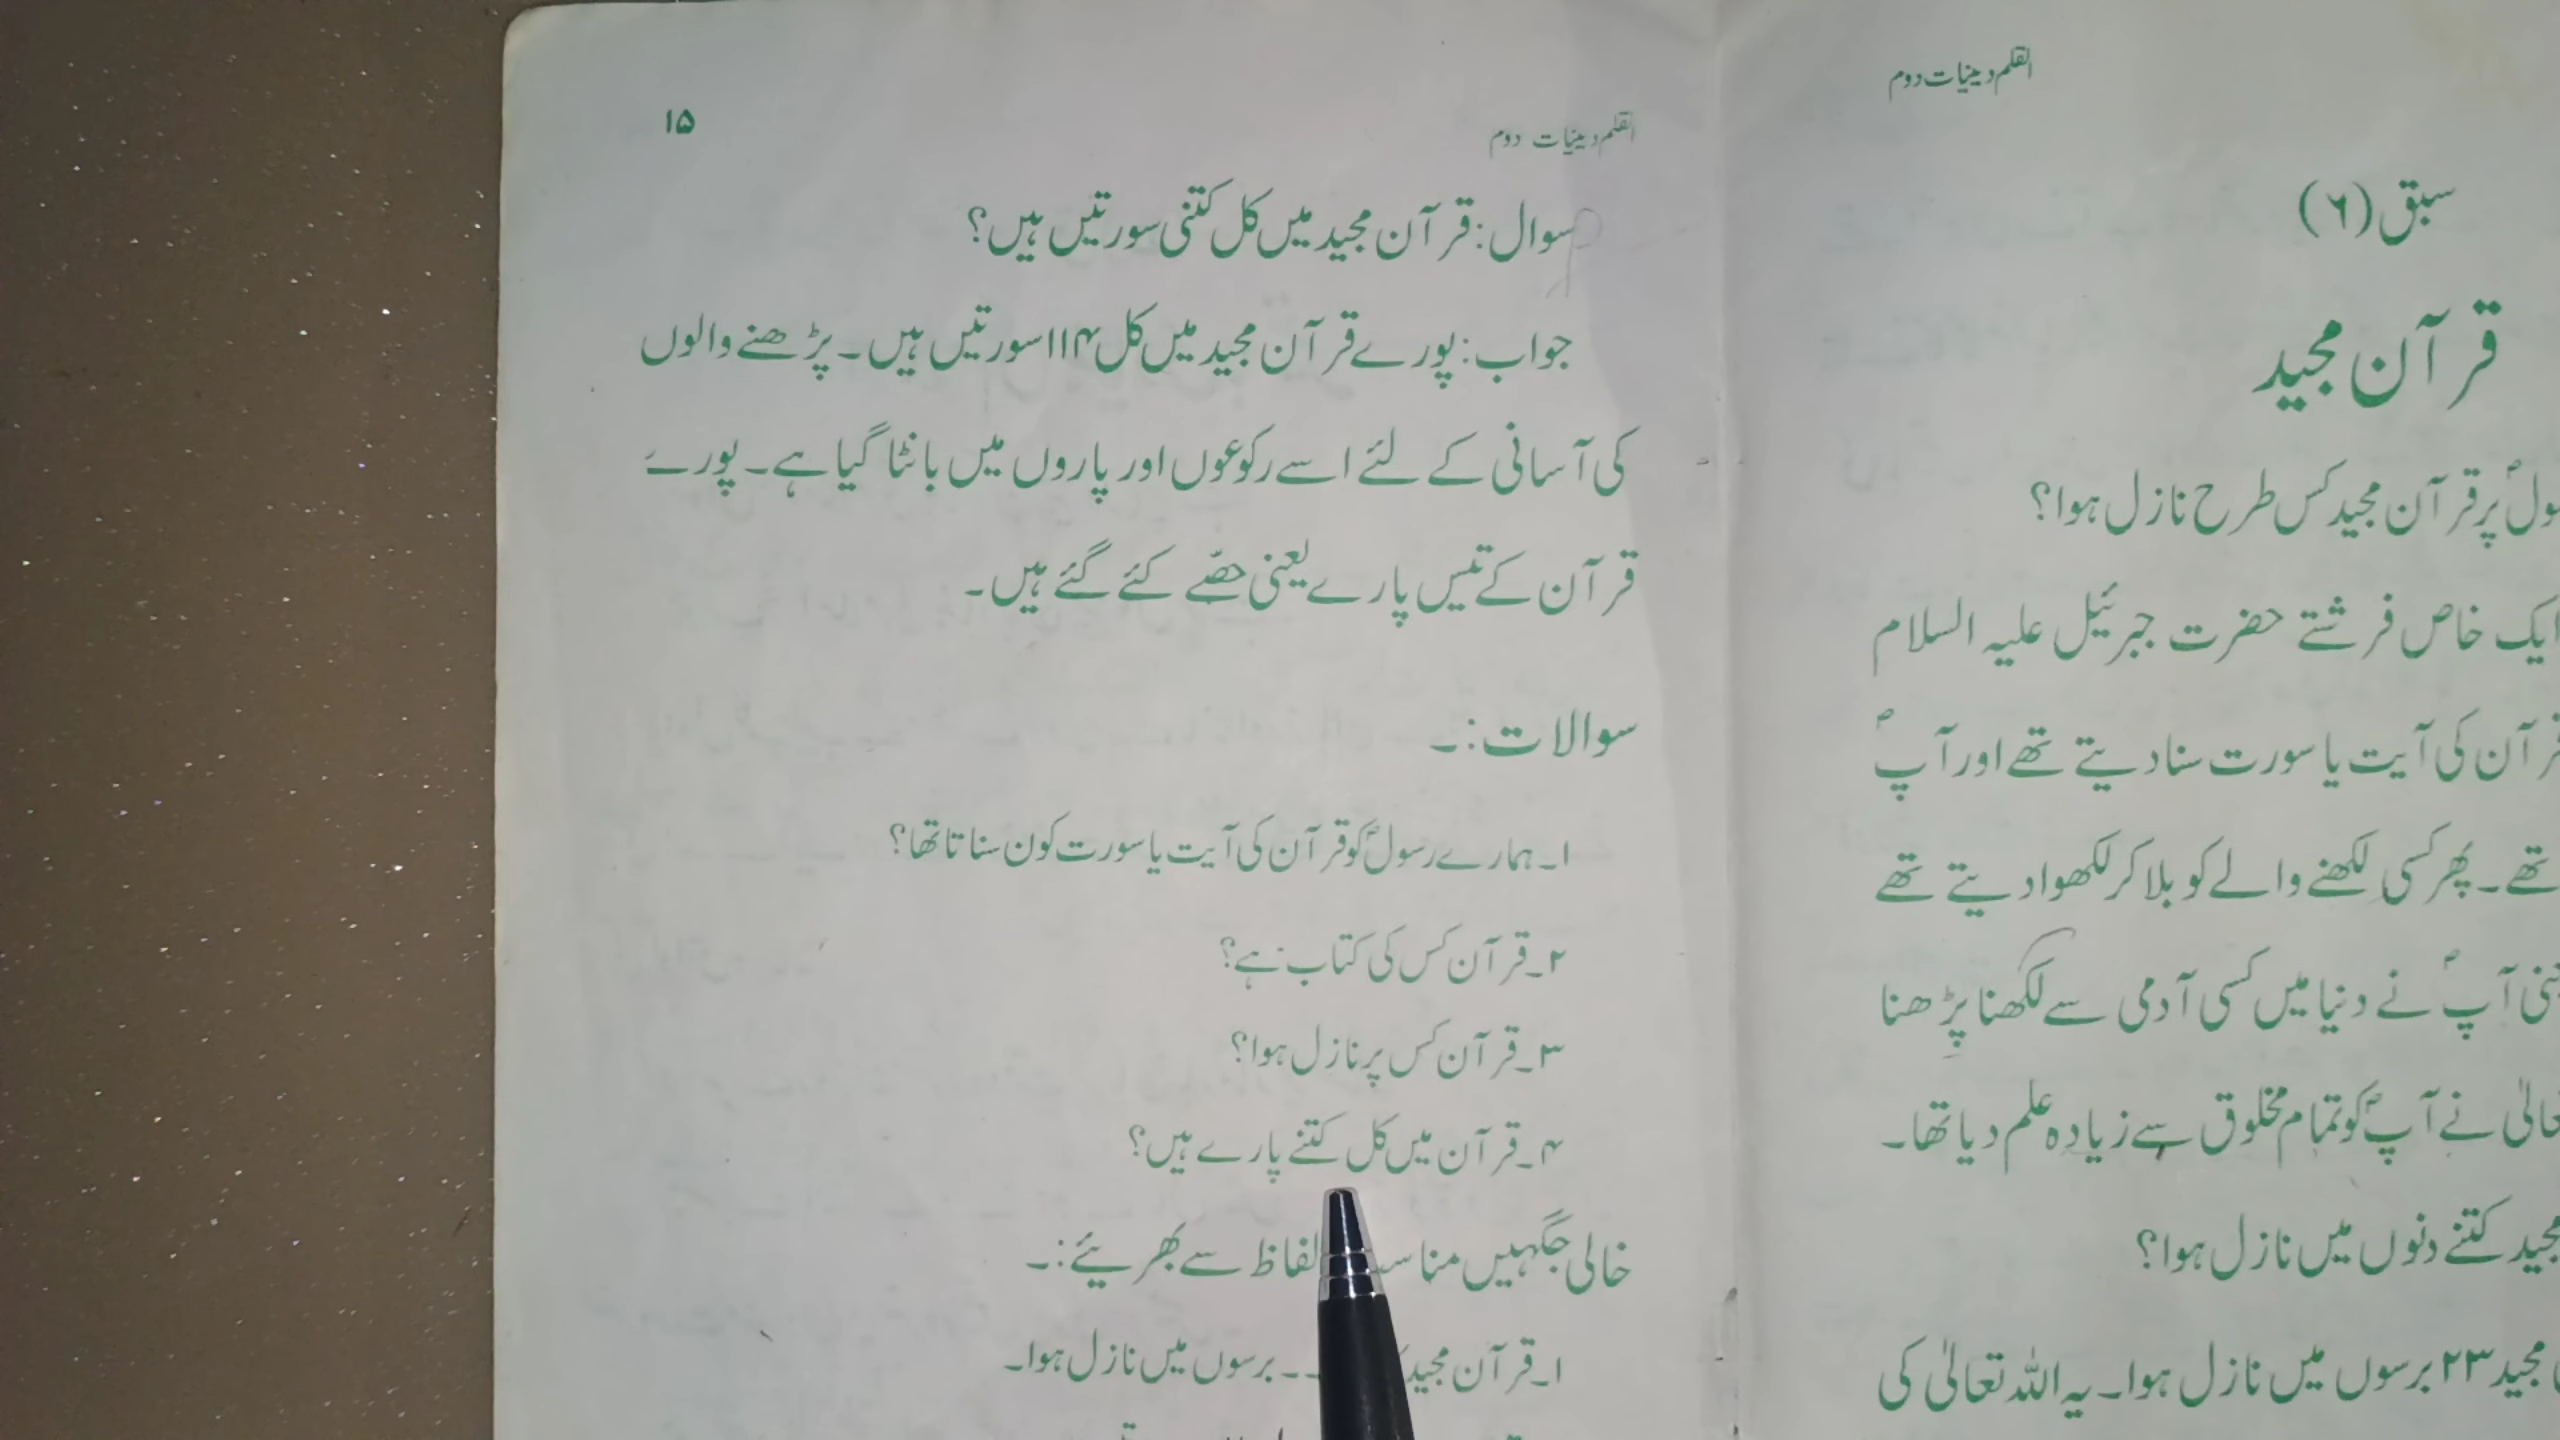 القلم دینیات دوم
سبق (۶)
قرآن مجید
پر قرآن مجید کس طرح نازل ہوا؟
ایک خاص فرشتے حضرت جبرئیل علیہ السلام
قرآن کی آیت یا سورت سنا دیتے تھے اور آپؐ
تھے۔ پھر کسی لکھنے والے کو بلا کر لکھوا دیتے تھے
آپؐ نے دنیا میں کسی آدمی سے لکھنا پڑھنا
نے آپؐ کو تمام مخلوق سے زیادہ علم دیا تھا۔
مجید کتنے دنوں میں نازل ہوا؟
مجید ۲۳ برسوں میں نازل ہوا۔ یہ اللہ تعالیٰ کی
القلم دینیات دوم ۱۵
سوال: قرآن مجید میں کل کتنی سورتیں ہیں؟
جواب: پورے قرآن مجید میں کل ۱۱۴ سورتیں ہیں۔ پڑھنے والوں
کی آسانی کے لئے اسے رکوعوں اور پاروں میں بانٹا گیا ہے۔ پورے
قرآن کے تیس پارے یعنی حصّے کئے گئے ہیں۔
سوالات:۔
۱۔ ہمارے رسولؐ کو قرآن کی آیت یا سورت کون سناتا تھا؟
۲۔ قرآن کس کی کتاب ہے؟
۳۔ قرآن کس پر نازل ہوا؟
۴۔ قرآن میں کل کتنے پارے ہیں؟
خالی جگہیں سے بھریئے:۔
۱۔ قرآن مجید ۔۔ برسوں میں نازل ہوا۔